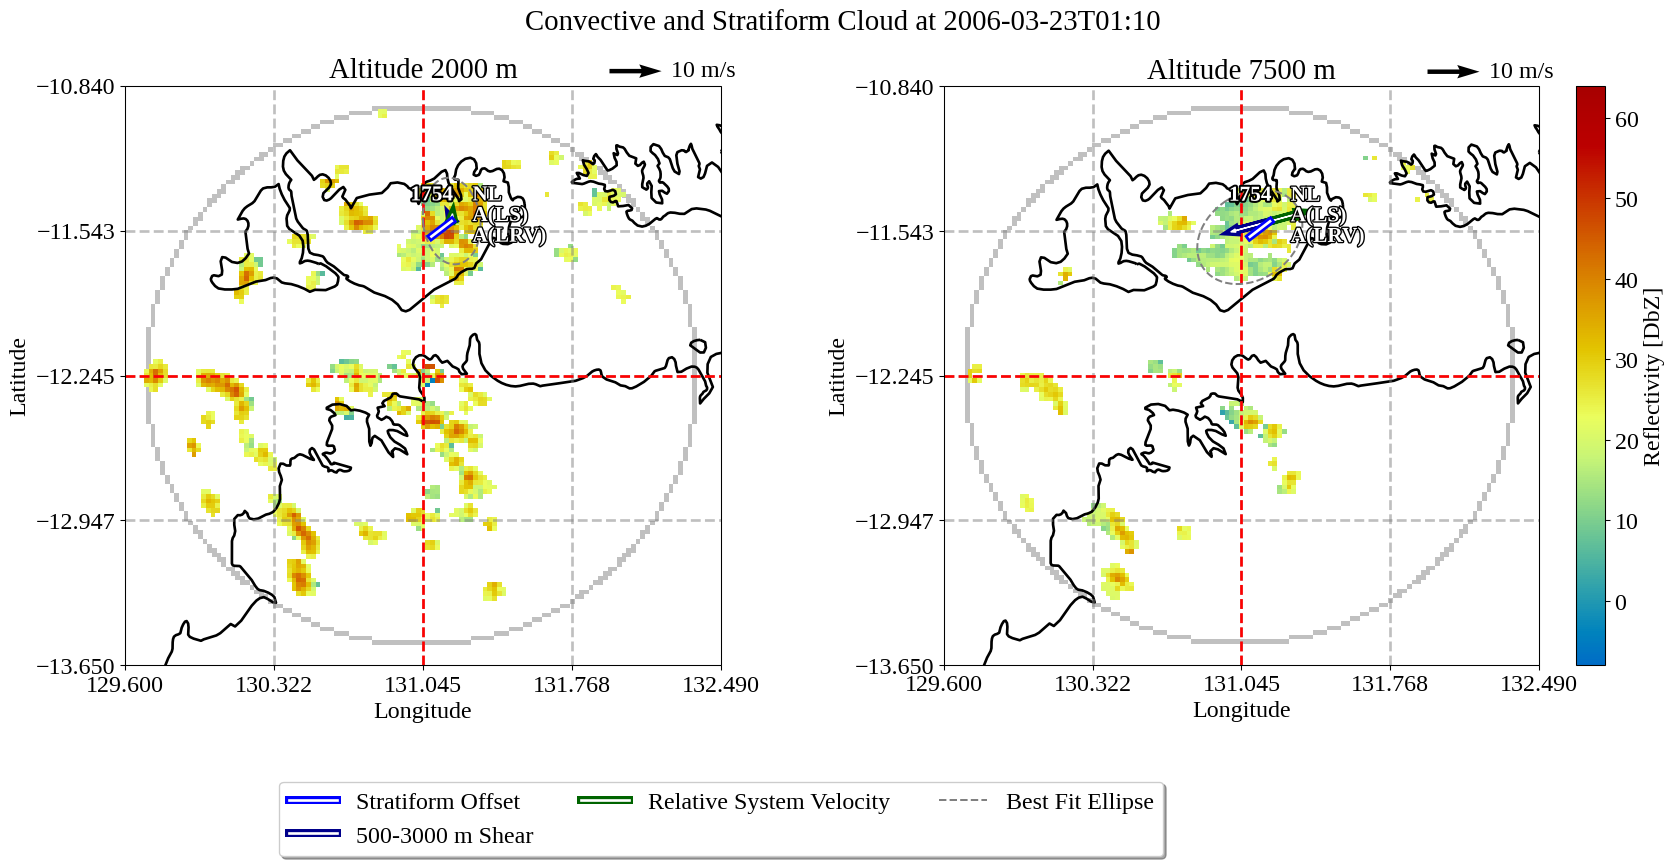 Convective and Stratiform Cloud at 2006-03-23T01:10
Altitude 2000 m
10 m/s
Altitude 7500 m
10 m/s
−10.840
−11.543
−12.245
−12.947
−13.650
Latitude
129.600
130.322
131.045
131.768
132.490
Longitude
1754
NL
A(LS)
A(LRV)
−10.840
−11.543
−12.245
−12.947
−13.650
Latitude
129.600
130.322
131.045
131.768
132.490
Longitude
1754
NL
A(LS)
A(LRV)
60
50
40
30
20
10
0
Reflectivity [DbZ]
Stratiform Offset
Relative System Velocity
Best Fit Ellipse
500-3000 m Shear